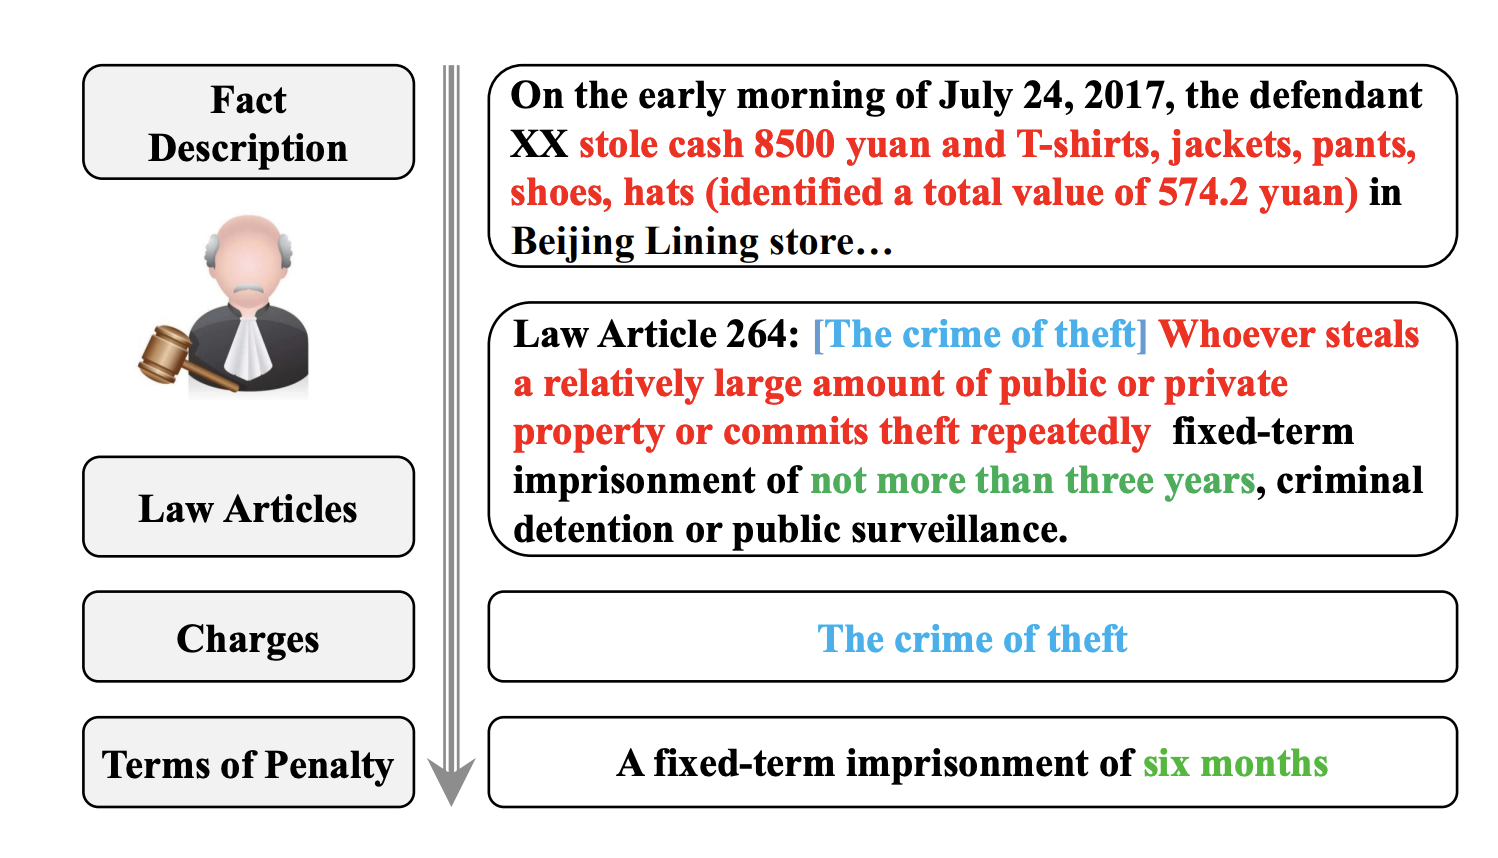 Fact
Description
On the early morning of July 24, 2017, the defendant
XX stole cash 8500 yuan and T-shirts, jackets, pants,
shoes, hats (identified a total value of 574.2 yuan) in
Beijing Lining store…
Law Articles
Law Article 264: [The crime of theft] Whoever steals
a relatively large amount of public or private
property or commits theft repeatedly fixed-term
imprisonment of not more than three years, criminal
detention or public surveillance.
Charges
The crime of theft
Terms of Penalty
A fixed-term imprisonment of six months